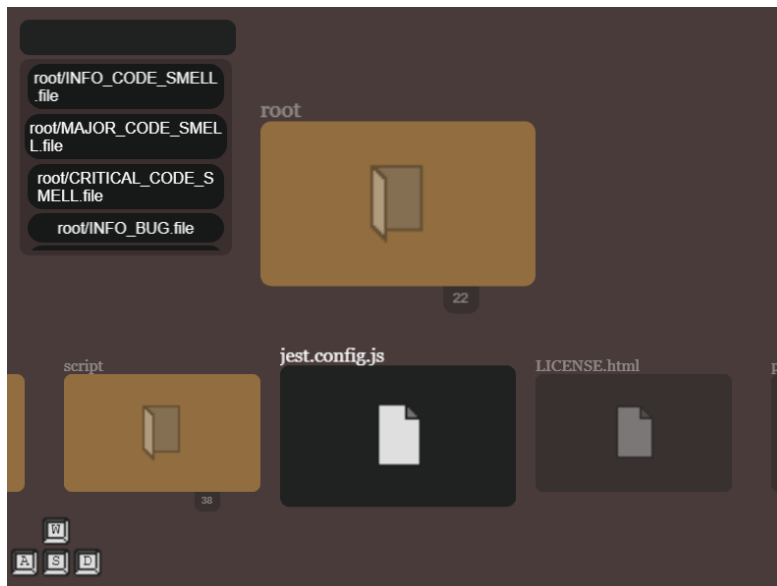 root/INFO_CODE_SMELL
.file
root/MAJOR_CODE_SMEL
L.file
root/CRITICAL_CODE_S
MELL.file
root/INFO_BUG.file
root
22
script
jest.config.js
LICENSE.html
38
W
A S D